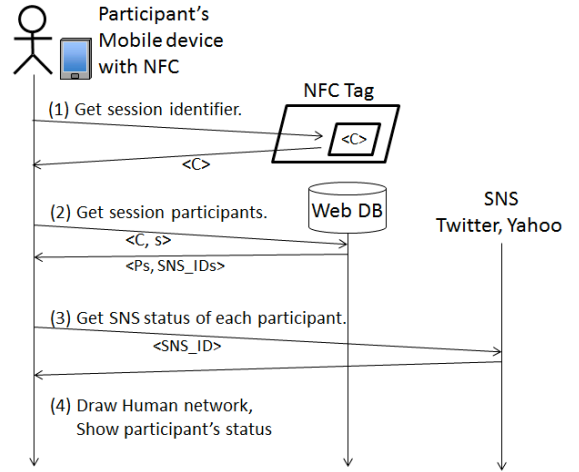 Participant's
Mobile device
with NFC
NFC Tag
(1) Get session identifier.
<C>
<C>
(2) Get session participants.
Web DB
SNS
Twitter, Yahoo
<C, s>
<Ps, SNS_IDs>
(3) Get SNS status of each participant.
<SNS_ID>
(4) Draw Human network,
Show participant's status